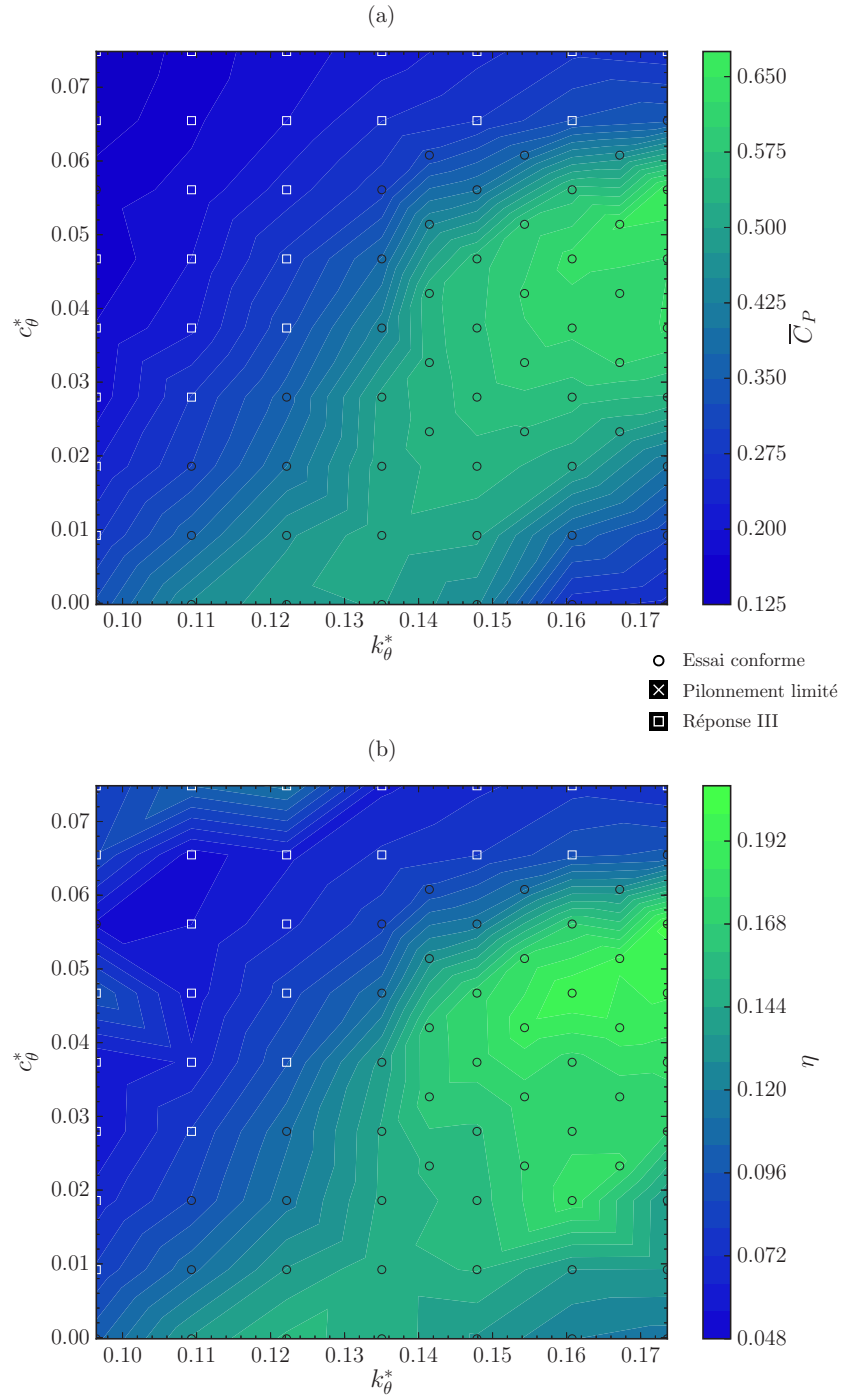 (a)
0.07
0.06
0.05
0.04
0.03
0.02
0.01
0.00
c*θ
0.10 0.11 0.12 0.13 0.14 0.15 0.16 0.17
k*θ
0.650
0.575
0.500
0.425
0.350
0.275
0.200
0.125
C̅P
Essai conforme
Pilonnement limité
Réponse III
(b)
0.07
0.06
0.05
0.04
0.03
0.02
0.01
0.00
c*θ
0.10 0.11 0.12 0.13 0.14 0.15 0.16 0.17
k*θ
0.192
0.168
0.144
0.120
0.096
0.072
0.048
η